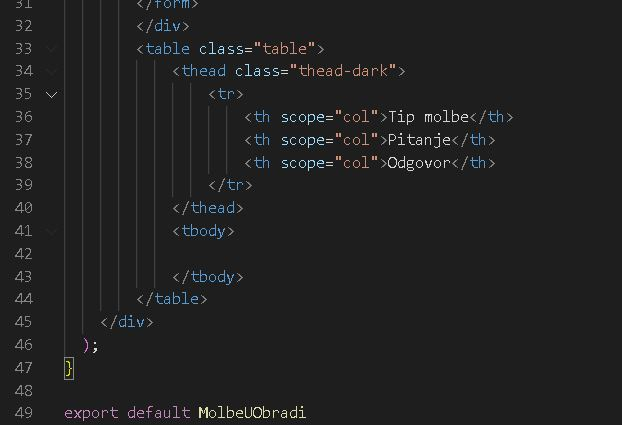 31 </form>
32 </div>
33 <table class="table">
34 <thead class="thead-dark">
35 <tr>
36 <th scope="col">Tip molbe</th>
37 <th scope="col">Pitanje</th>
38 <th scope="col">Odgovor</th>
39 </tr>
40 </thead>
41 <tbody>
42
43 </tbody>
44 </table>
45 </div>
46 );
47 }
48
49 export default MolbeUObradi